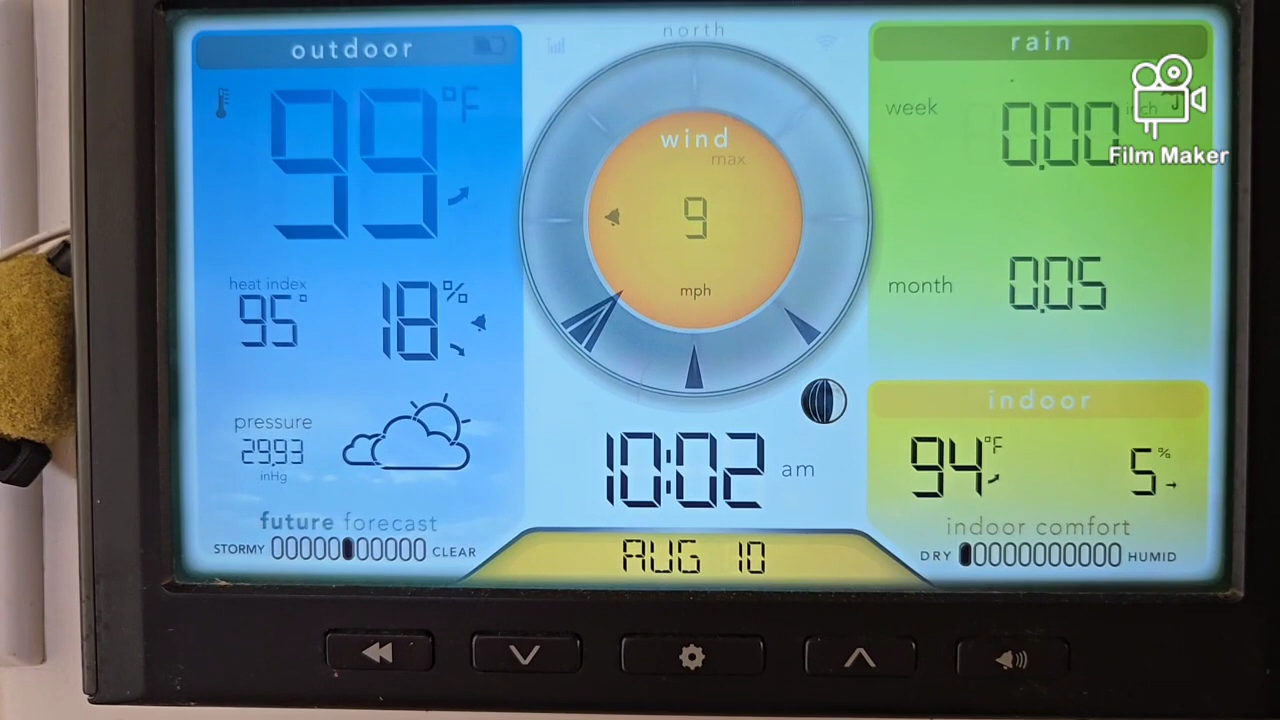 outdoor
99 °F
heat index
95°
18 %
pressure
29.93
inHg
future forecast
STORMY
CLEAR
north
wind
max
9
mph
10:02 am
AUG 10
rain
week
0.00 inch
month
0.05
indoor
94 °F
5 %
indoor comfort
DRY
HUMID
Film Maker